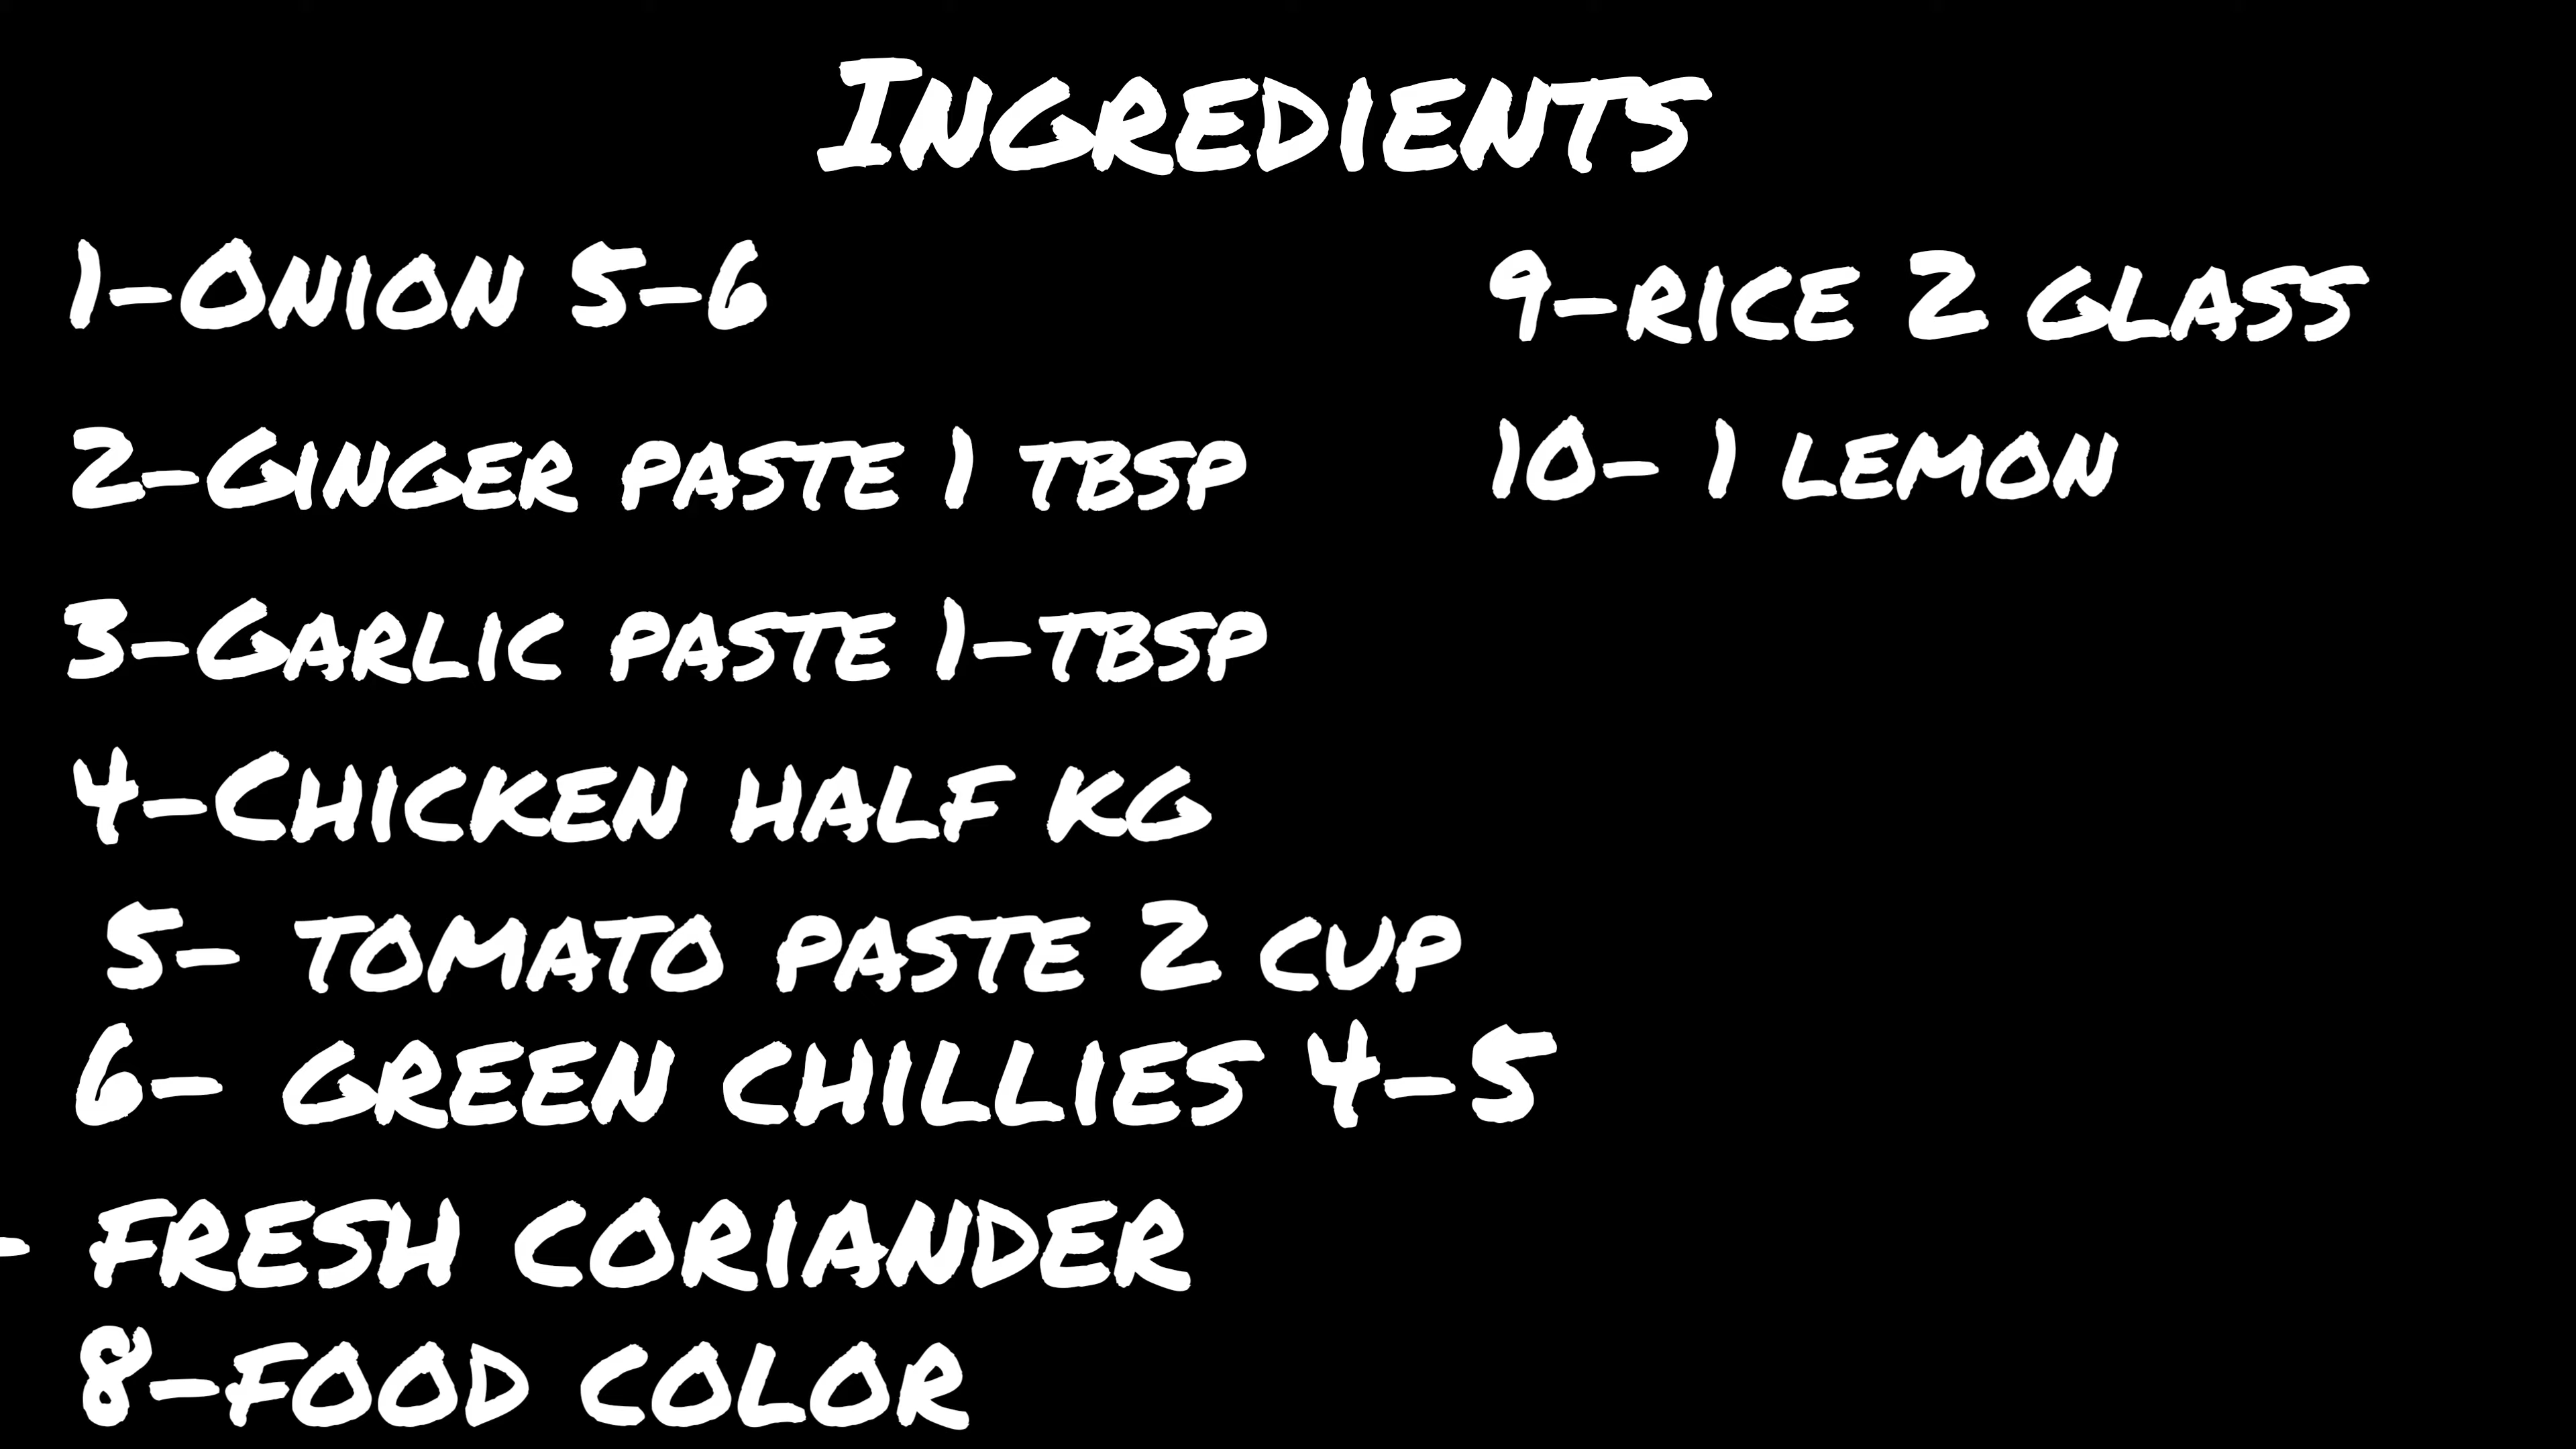 Ingredients
1-Onion 5-6
2-Ginger paste 1 tbsp
3-Garlic paste 1-tbsp
4-Chicken half kg
5- tomato paste 2 cup
6- green chillies 4-5
- fresh coriander
8-food color
9-rice 2 glass
10- 1 lemon